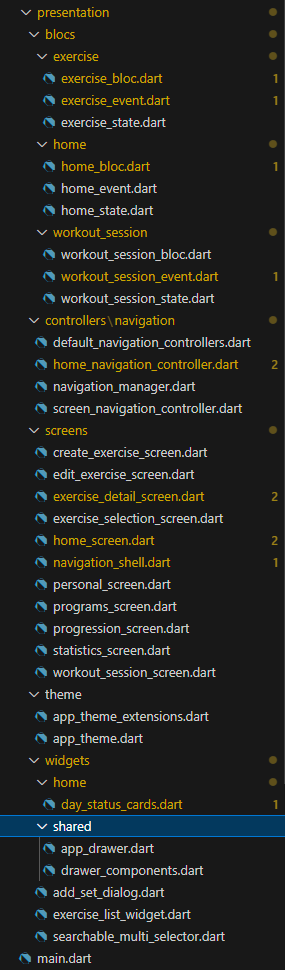 presentation
blocs
exercise
exercise_bloc.dart 1
exercise_event.dart 1
exercise_state.dart
home
home_bloc.dart 1
home_event.dart
home_state.dart
workout_session
workout_session_bloc.dart
workout_session_event.dart 1
workout_session_state.dart
controllers\navigation
default_navigation_controllers.dart
home_navigation_controller.dart 2
navigation_manager.dart
screen_navigation_controller.dart
screens
create_exercise_screen.dart
edit_exercise_screen.dart
exercise_detail_screen.dart 2
exercise_selection_screen.dart
home_screen.dart 2
navigation_shell.dart 1
personal_screen.dart
programs_screen.dart
progression_screen.dart
statistics_screen.dart
workout_session_screen.dart
theme
app_theme_extensions.dart
app_theme.dart
widgets
home
day_status_cards.dart 1
shared
app_drawer.dart
drawer_components.dart
add_set_dialog.dart
exercise_list_widget.dart
searchable_multi_selector.dart
main.dart